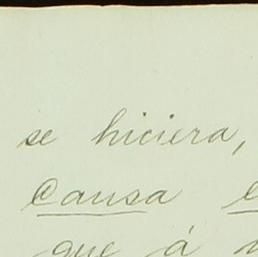 se hiciera,
Causa
que á